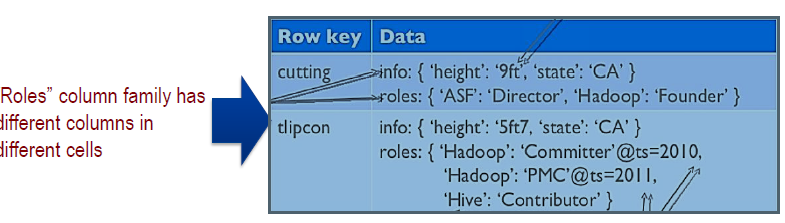 Roles” column family has
different columns in
different cells
Row key Data
cutting info: { ‘height’: ‘9ft’, ‘state’: ‘CA’ }
roles: { ‘ASF’: ‘Director’, ‘Hadoop’: ‘Founder’ }
tlipcon info: { ‘height’: ‘5ft7, ‘state’: ‘CA’ }
roles: { ‘Hadoop’: ‘Committer’@ts=2010,
‘Hadoop’: ‘PMC’@ts=2011,
‘Hive’: ‘Contributor’ }